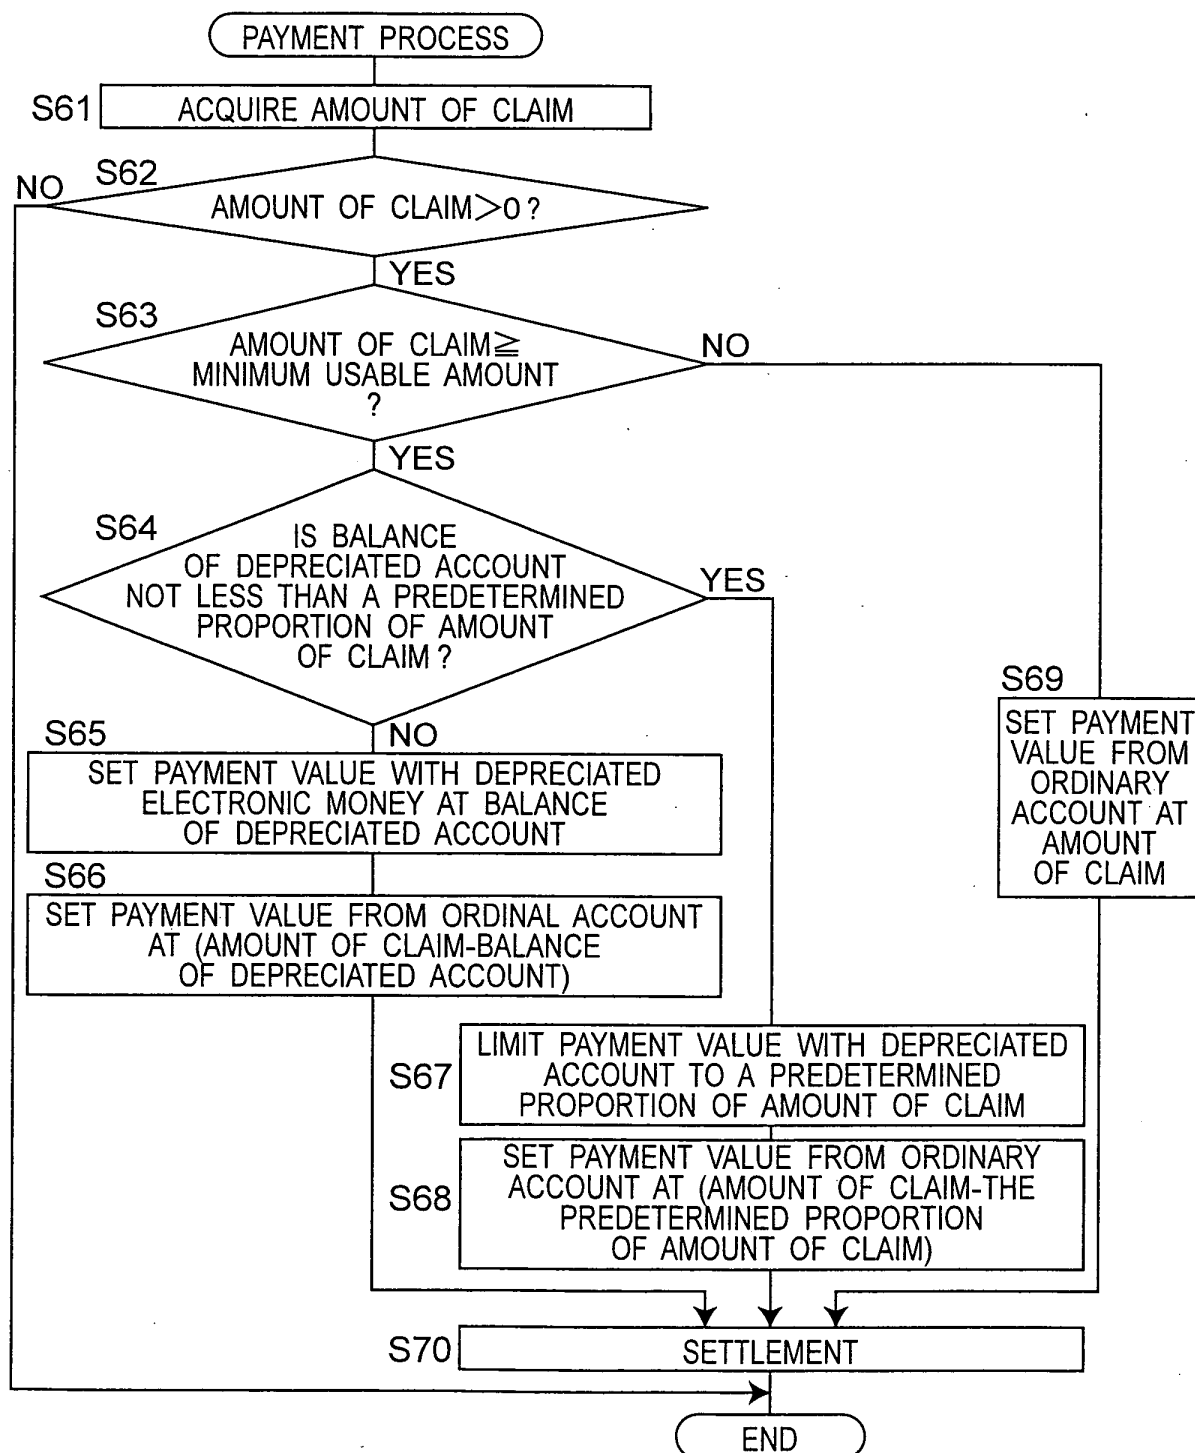 PAYMENT PROCESS
S61
ACQUIRE AMOUNT OF CLAIM
S62
NO
AMOUNT OF CLAIM>0?
YES
S63
AMOUNT OF CLAIM≧
MINIMUM USABLE AMOUNT
?
NO
YES
S64
IS BALANCE
OF DEPRECIATED ACCOUNT
NOT LESS THAN A PREDETERMINED
PROPORTION OF AMOUNT
OF CLAIM?
YES
NO
S65
SET PAYMENT VALUE WITH DEPRECIATED
ELECTRONIC MONEY AT BALANCE
OF DEPRECIATED ACCOUNT
S66
SET PAYMENT VALUE FROM ORDINAL ACCOUNT
AT (AMOUNT OF CLAIM-BALANCE
OF DEPRECIATED ACCOUNT)
S69
SET PAYMENT
VALUE FROM
ORDINARY
ACCOUNT AT
AMOUNT
OF CLAIM
S67
LIMIT PAYMENT VALUE WITH DEPRECIATED
ACCOUNT TO A PREDETERMINED
PROPORTION OF AMOUNT OF CLAIM
S68
SET PAYMENT VALUE FROM ORDINARY
ACCOUNT AT (AMOUNT OF CLAIM-THE
PREDETERMINED PROPORTION
OF AMOUNT OF CLAIM)
S70
SETTLEMENT
END